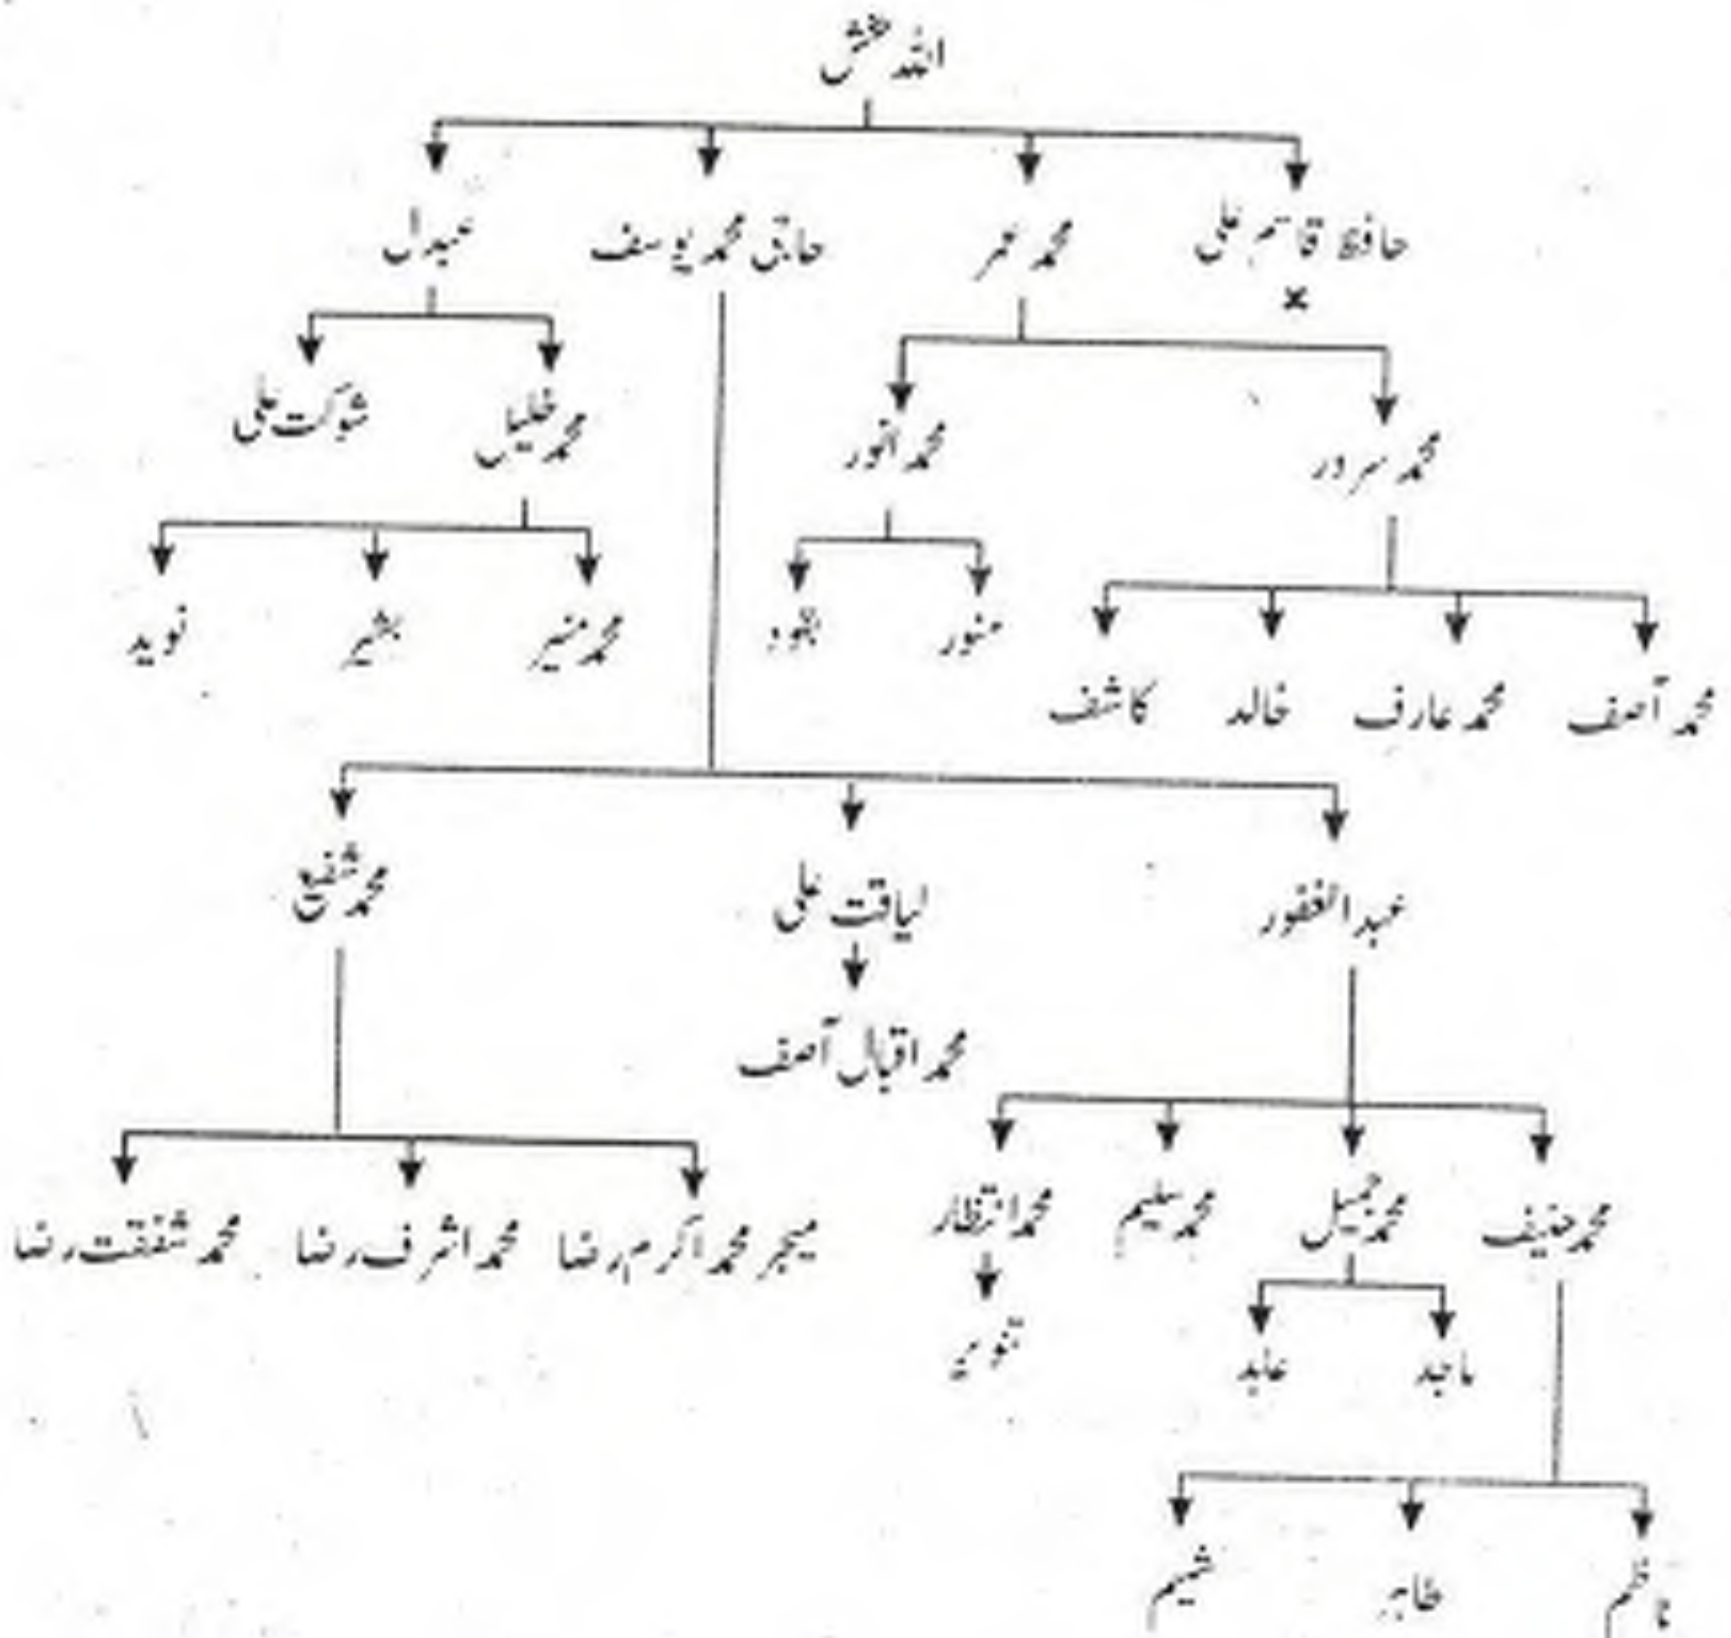 اللہ بخش
حافظ قاسم علی محمد عمر حاجی محمد یوسف عبدل
x
محمد سرور محمد انور محمد خلیل شوکت علی
منور محمد منیر بشیر نوید
محمد آصف محمد عارف خالد کاشف
عبدالغفور لیاقت علی محمد شفیع
محمد اقبال آصف
محمد حنیف محمد جمیل محمد سلیم محمد انتظار
میجر محمد اکرم رضا محمد اشرف رضا محمد شفقت رضا
ماجد عابد تنویر
طاہر شمیم